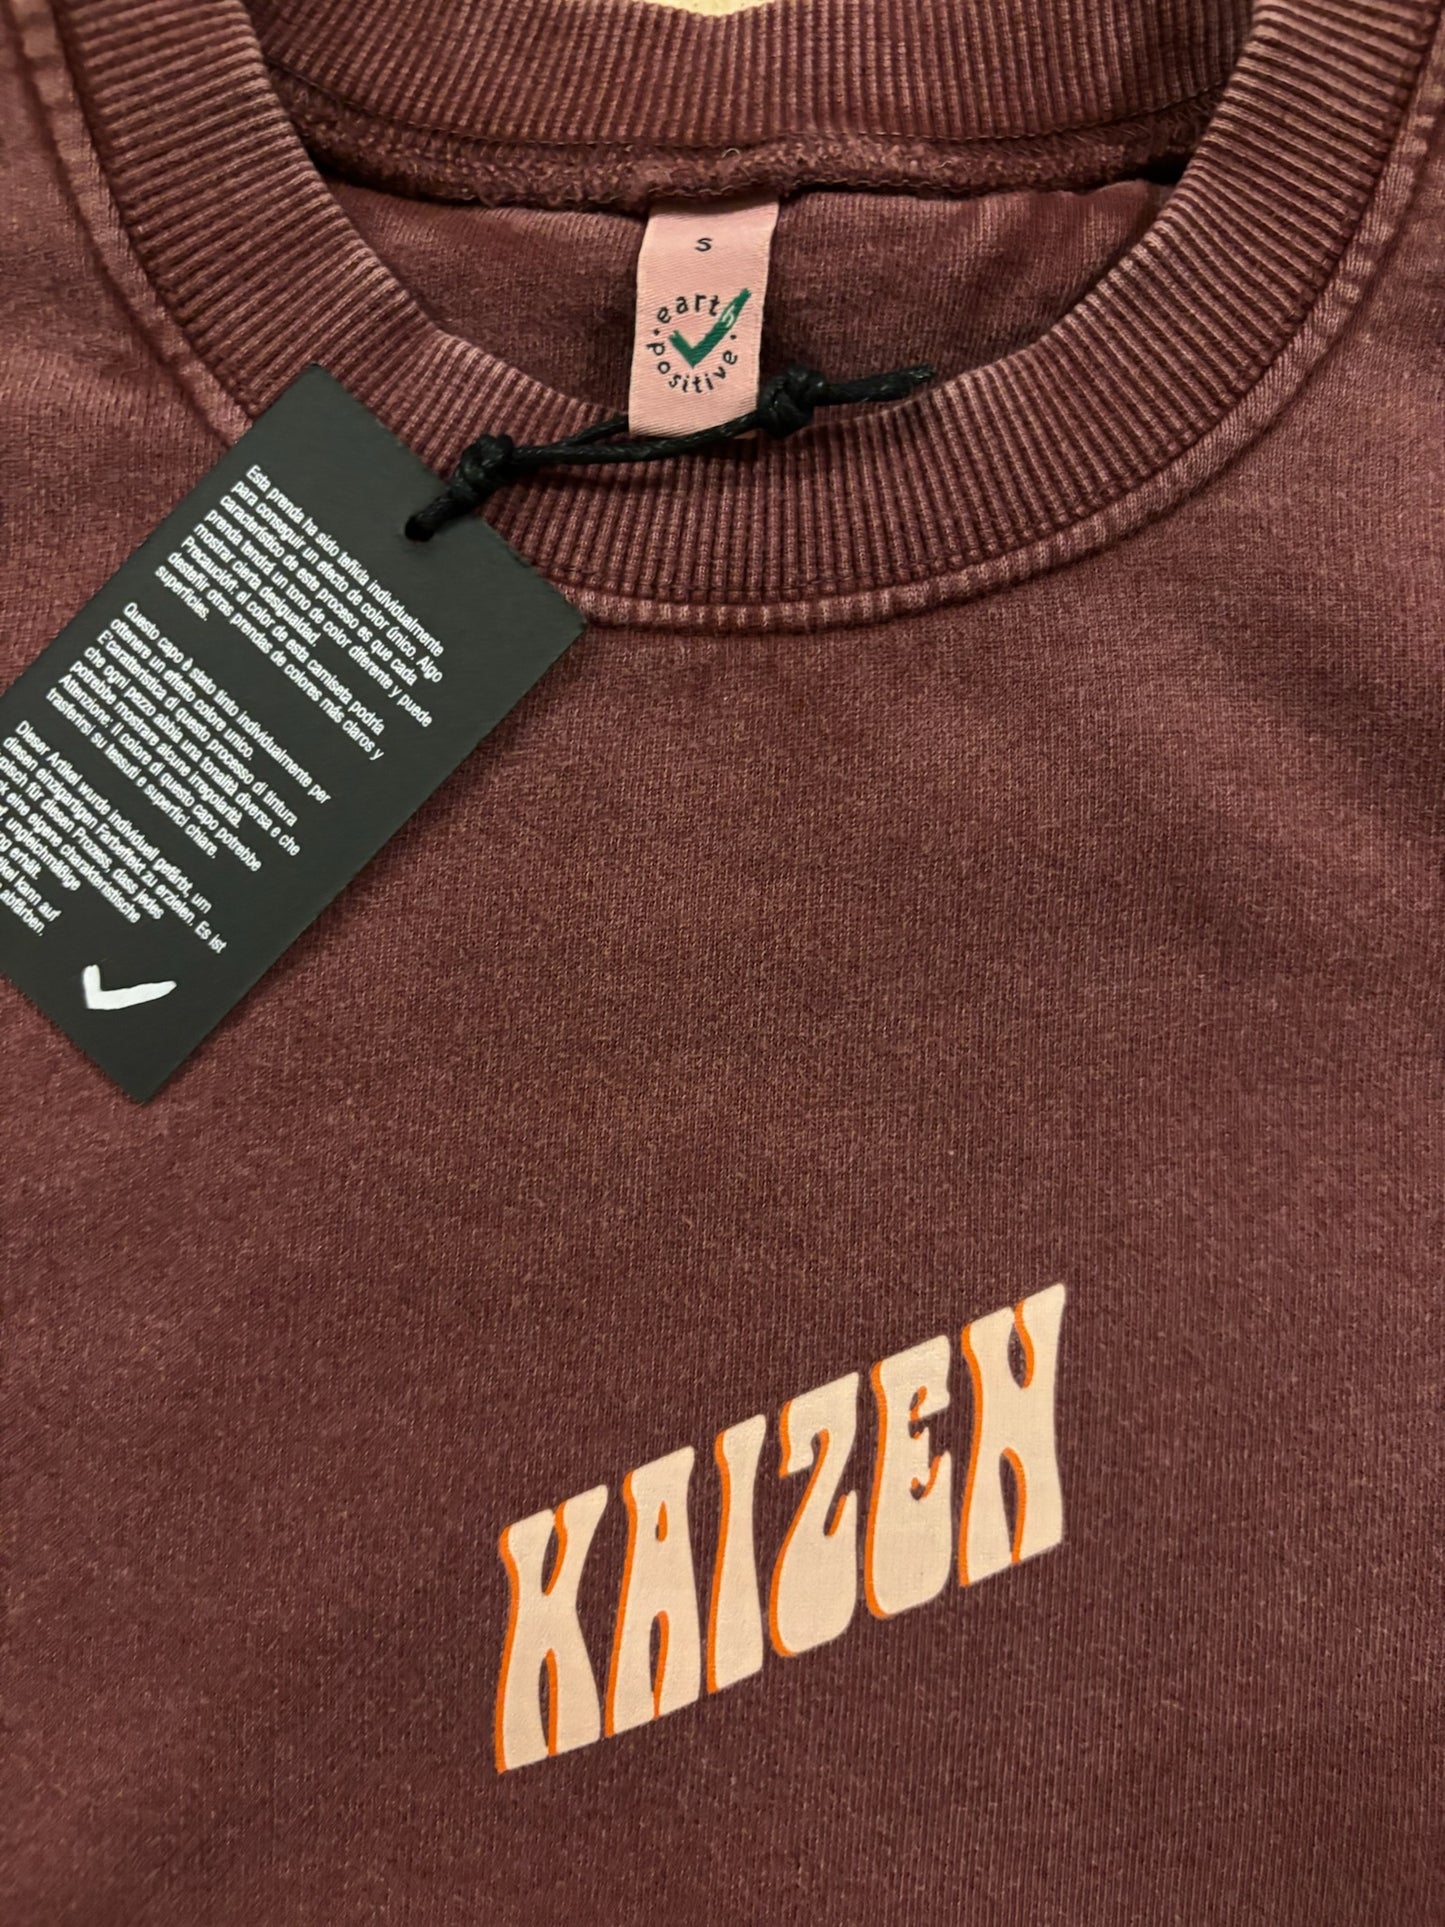 S
earth
positive
Esta prenda ha sido teñida individualmente
para conseguir un efecto de color único. Algo
característico de este proceso es que cada
prenda tendrá un tono de color diferente y puede
mostrar cierta desigualdad.
Precaución: el color de esta camiseta podría
desteñir otras prendas de colores más claros y
superficies.
Questo capo è stato tinto individualmente per
ottenere un effetto colore unico.
E'caratteristica di questo processo di tintura
che ogni pezzo abbia una tonalità diversa e che
potrebbe mostrare alcune irregolarità.
Attenzione: il colore di questo capo potrebbe
trasferirsi su tessuti e superfici chiari.
Dieser Artikel wurde individuell gefärbt, um
diesen einzigartigen Farbeffekt zu erzielen. Es ist
für diesen Prozess, dass jedes
eine eigene charakteristische
ungleichmäßige
erhält.
kann auf
abfärben.
KAIZEN